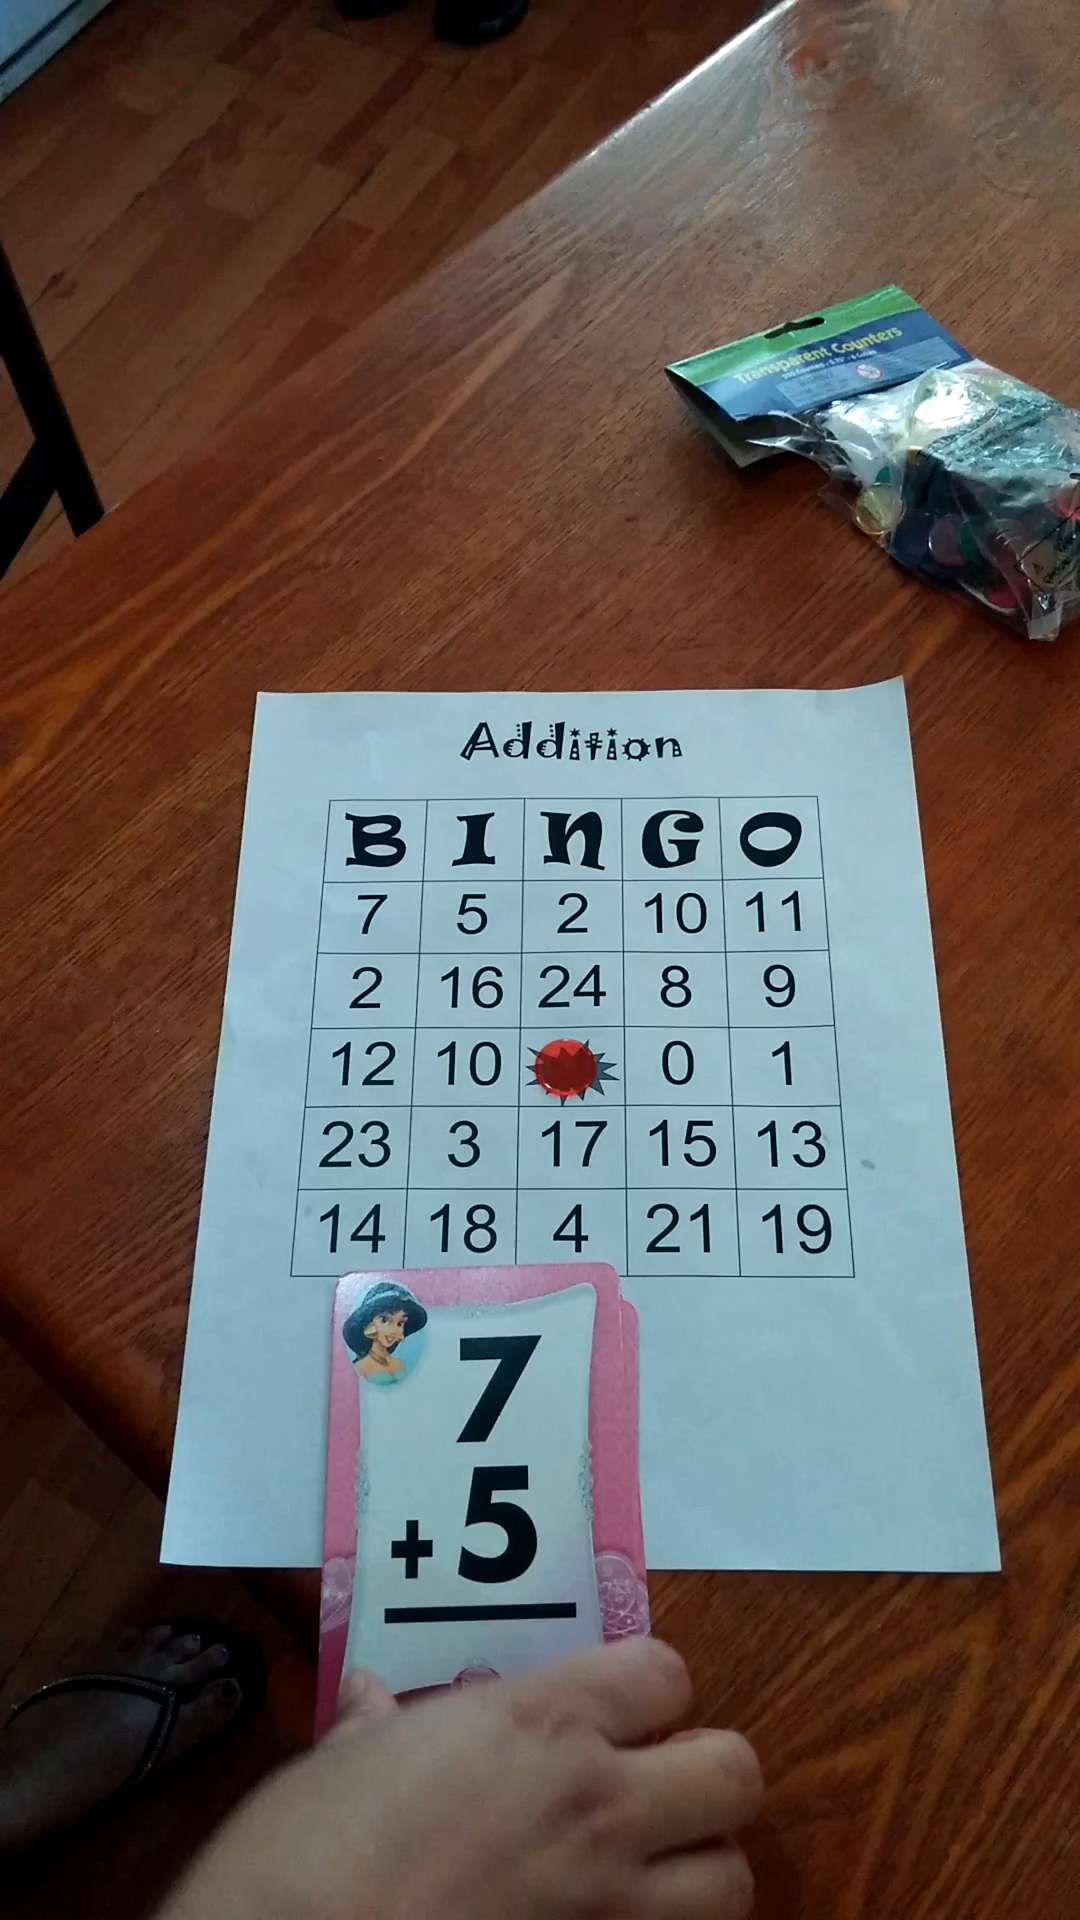 Transparent Counters
Addition
B I N G O
7 5 2 10 11
2 16 24 8 9
12 10 0 1
23 3 17 15 13
14 18 4 21 19
7
+ 5